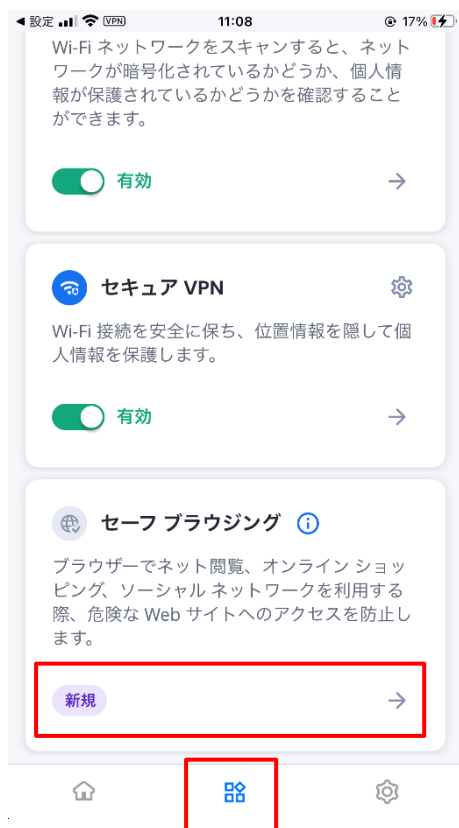 ◀ 設定 VPN 11:08 17%
Wi-Fi ネットワークをスキャンすると、ネット
ワークが暗号化されているかどうか、個人情
報が保護されているかどうかを確認すること
ができます。
有効
セキュア VPN
Wi-Fi 接続を安全に保ち、位置情報を隠して個
人情報を保護します。
有効
セーフ ブラウジング
ブラウザーでネット閲覧、オンライン ショッ
ピング、ソーシャル ネットワークを利用する
際、危険な Web サイトへのアクセスを防止し
ます。
新規